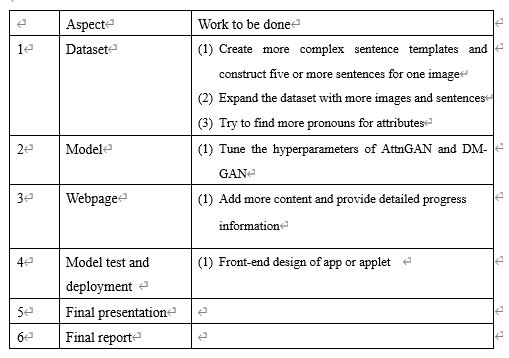 Aspect Work to be done
1 Dataset (1) Create more complex sentence templates and
construct five or more sentences for one image
(2) Expand the dataset with more images and sentences
(3) Try to find more pronouns for attributes
2 Model (1) Tune the hyperparameters of AttnGAN and DM-
GAN
3 Webpage (1) Add more content and provide detailed progress
information
4 Model test and (1) Front-end design of app or applet
deployment
5 Final presentation
6 Final report